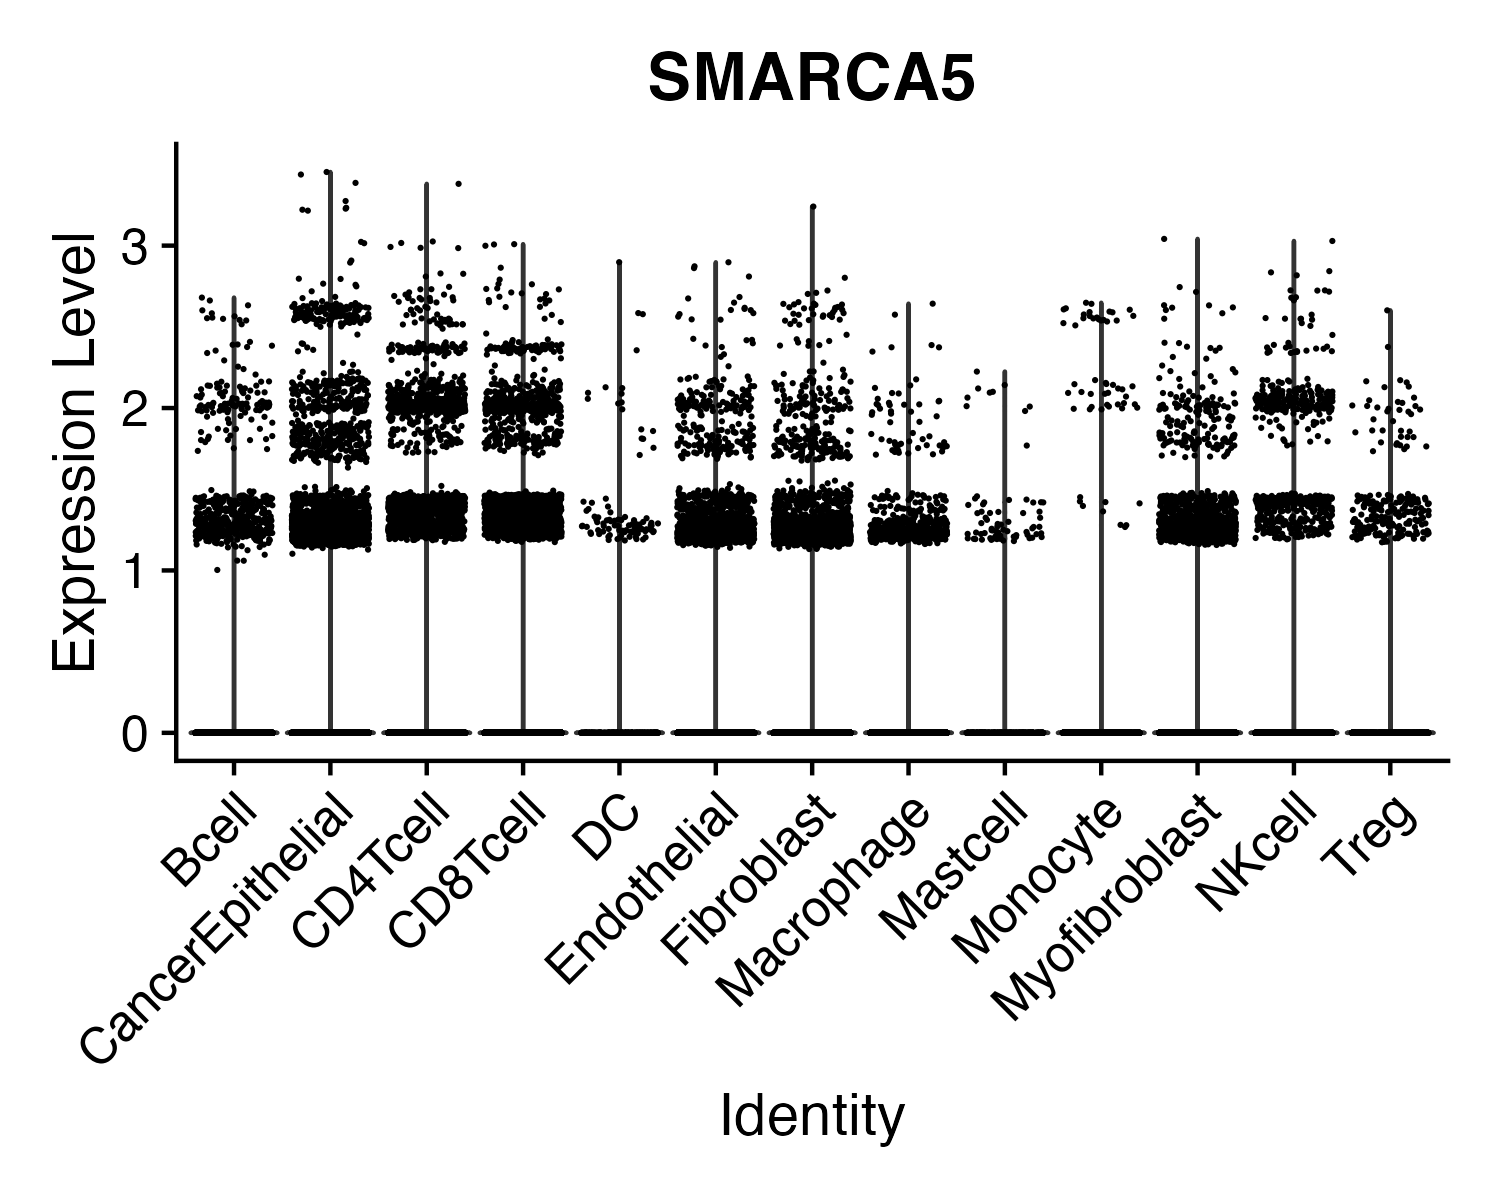 SMARCA5
Expression Level
3
2
1
0
Bcell
CancerEpithelial
CD4Tcell
CD8Tcell
DC
Endothelial
Fibroblast
Macrophage
Mastcell
Monocyte
Myofibroblast
NKcell
Treg
Identity